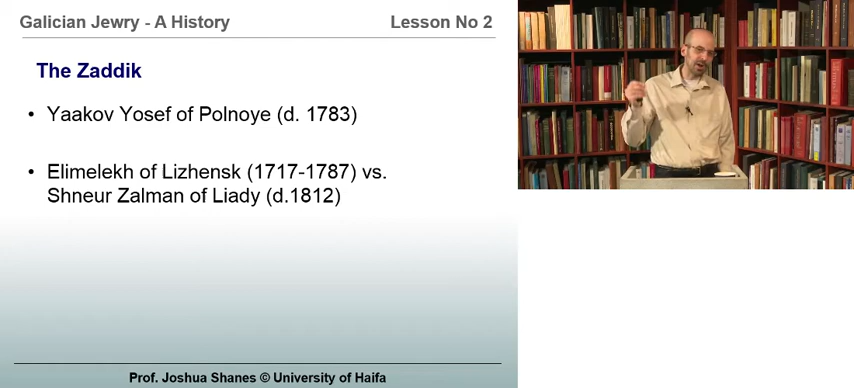 Galician Jewry - A History
Lesson No 2
The Zaddik
• Yaakov Yosef of Polnoye (d. 1783)
• Elimelekh of Lizhensk (1717-1787) vs.
Shneur Zalman of Liady (d.1812)
Prof. Joshua Shanes © University of Haifa